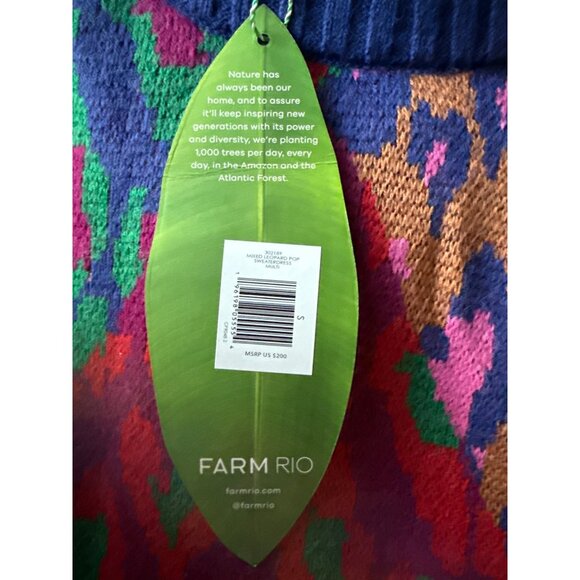 Nature has
always been our
home, and to assure
it'll keep inspiring new
generations with its power
and diversity, we're planting
1,000 trees per day, every
day, in the Amazon and the
Atlantic Forest.
302189
MIXED LEOPARD POP
SWEATERDRESS
MULTI
S
MSRP US $200
FARM RIO
farmrio.com
@farmrio